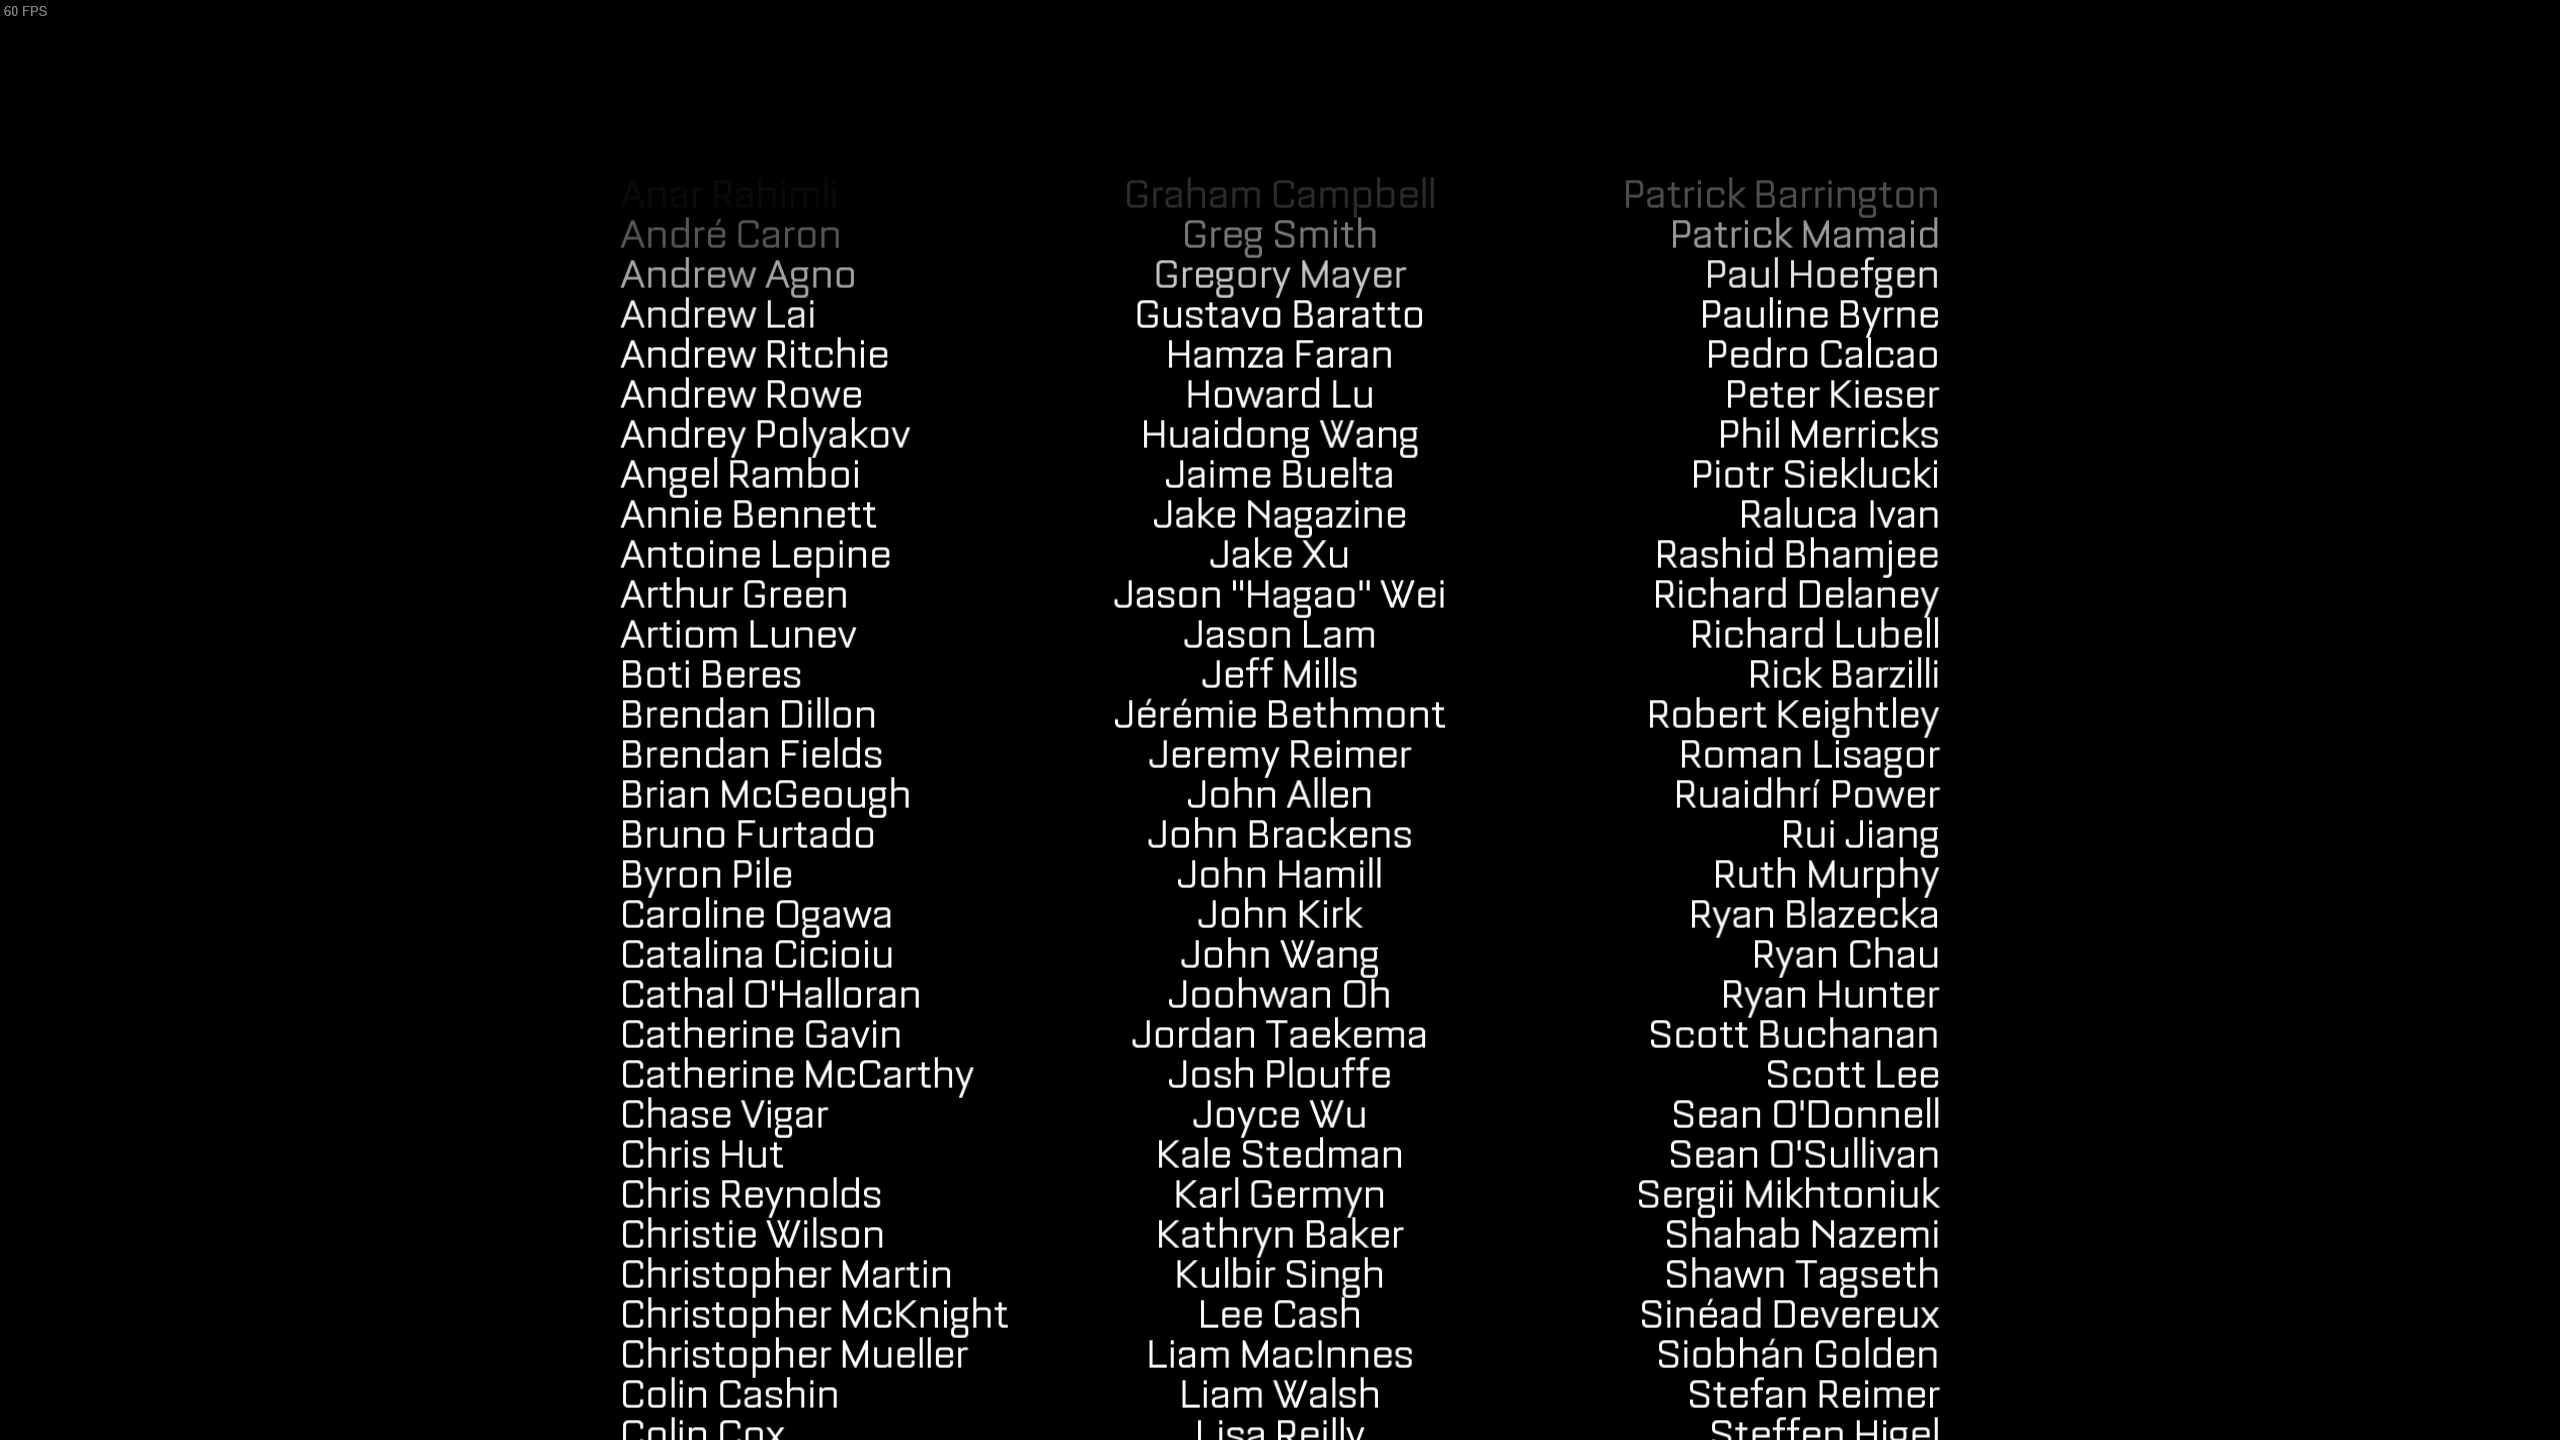 60 FPS
Anar Rahimli Graham Campbell Patrick Barrington
André Caron Greg Smith Patrick Mamaid
Andrew Agno Gregory Mayer Paul Hoefgen
Andrew Lai Gustavo Baratto Pauline Byrne
Andrew Ritchie Hamza Faran Pedro Calcao
Andrew Rowe Howard Lu Peter Kieser
Andrey Polyakov Huaidong Wang Phil Merricks
Angel Ramboi Jaime Buelta Piotr Sieklucki
Annie Bennett Jake Nagazine Raluca Ivan
Antoine Lepine Jake Xu Rashid Bhamjee
Arthur Green Jason "Hagao" Wei Richard Delaney
Artiom Lunev Jason Lam Richard Lubell
Boti Beres Jeff Mills Rick Barzilli
Brendan Dillon Jérémie Bethmont Robert Keightley
Brendan Fields Jeremy Reimer Roman Lisagor
Brian McGeough John Allen Ruaidhrí Power
Bruno Furtado John Brackens Rui Jiang
Byron Pile John Hamill Ruth Murphy
Caroline Ogawa John Kirk Ryan Blazecka
Catalina Cicioiu John Wang Ryan Chau
Cathal O'Halloran Joohwan Oh Ryan Hunter
Catherine Gavin Jordan Taekema Scott Buchanan
Catherine McCarthy Josh Plouffe Scott Lee
Chase Vigar Joyce Wu Sean O'Donnell
Chris Hut Kale Stedman Sean O'Sullivan
Chris Reynolds Karl Germyn Sergii Mikhtoniuk
Christie Wilson Kathryn Baker Shahab Nazemi
Christopher Martin Kulbir Singh Shawn Tagseth
Christopher McKnight Lee Cash Sinéad Devereux
Christopher Mueller Liam MacInnes Siobhán Golden
Colin Cashin Liam Walsh Stefan Reimer
Colin Cox Lisa Reilly Steffen Higel